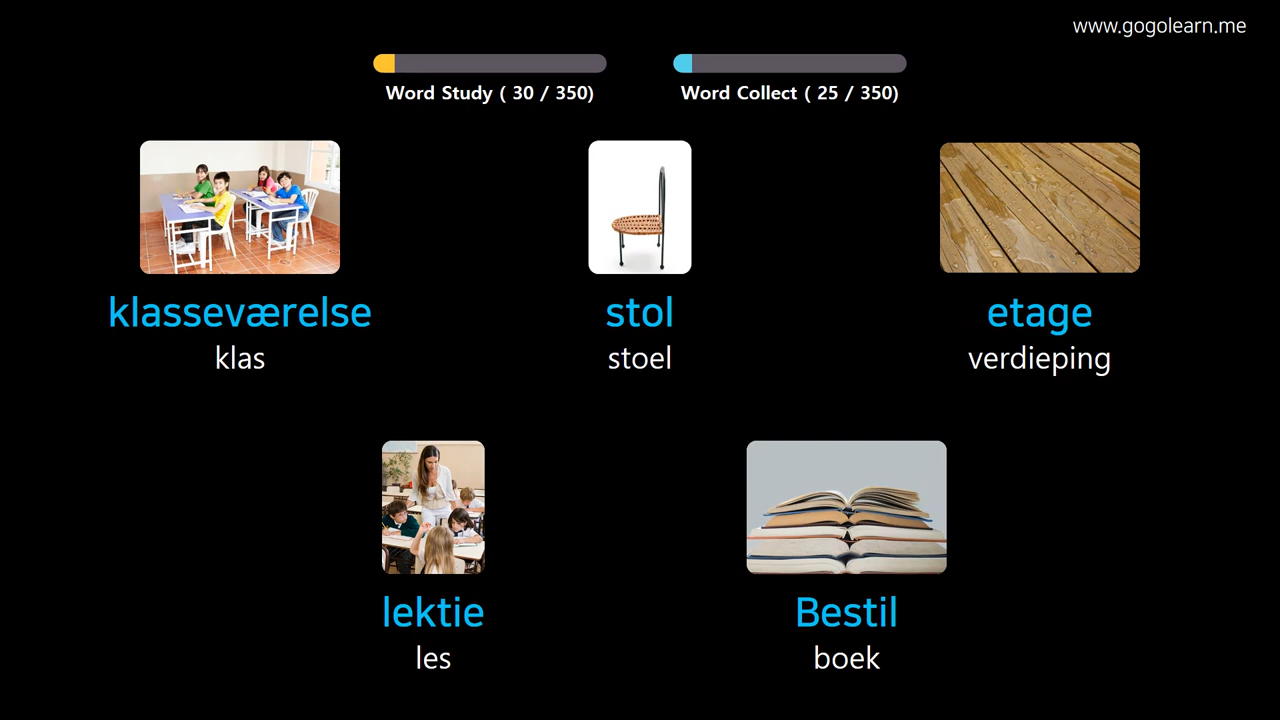 www.gogolearn.me
Word Study ( 30 / 350)
Word Collect ( 25 / 350)
klasseværelse
klas
stol
stoel
etage
verdieping
lektie
les
Bestil
boek